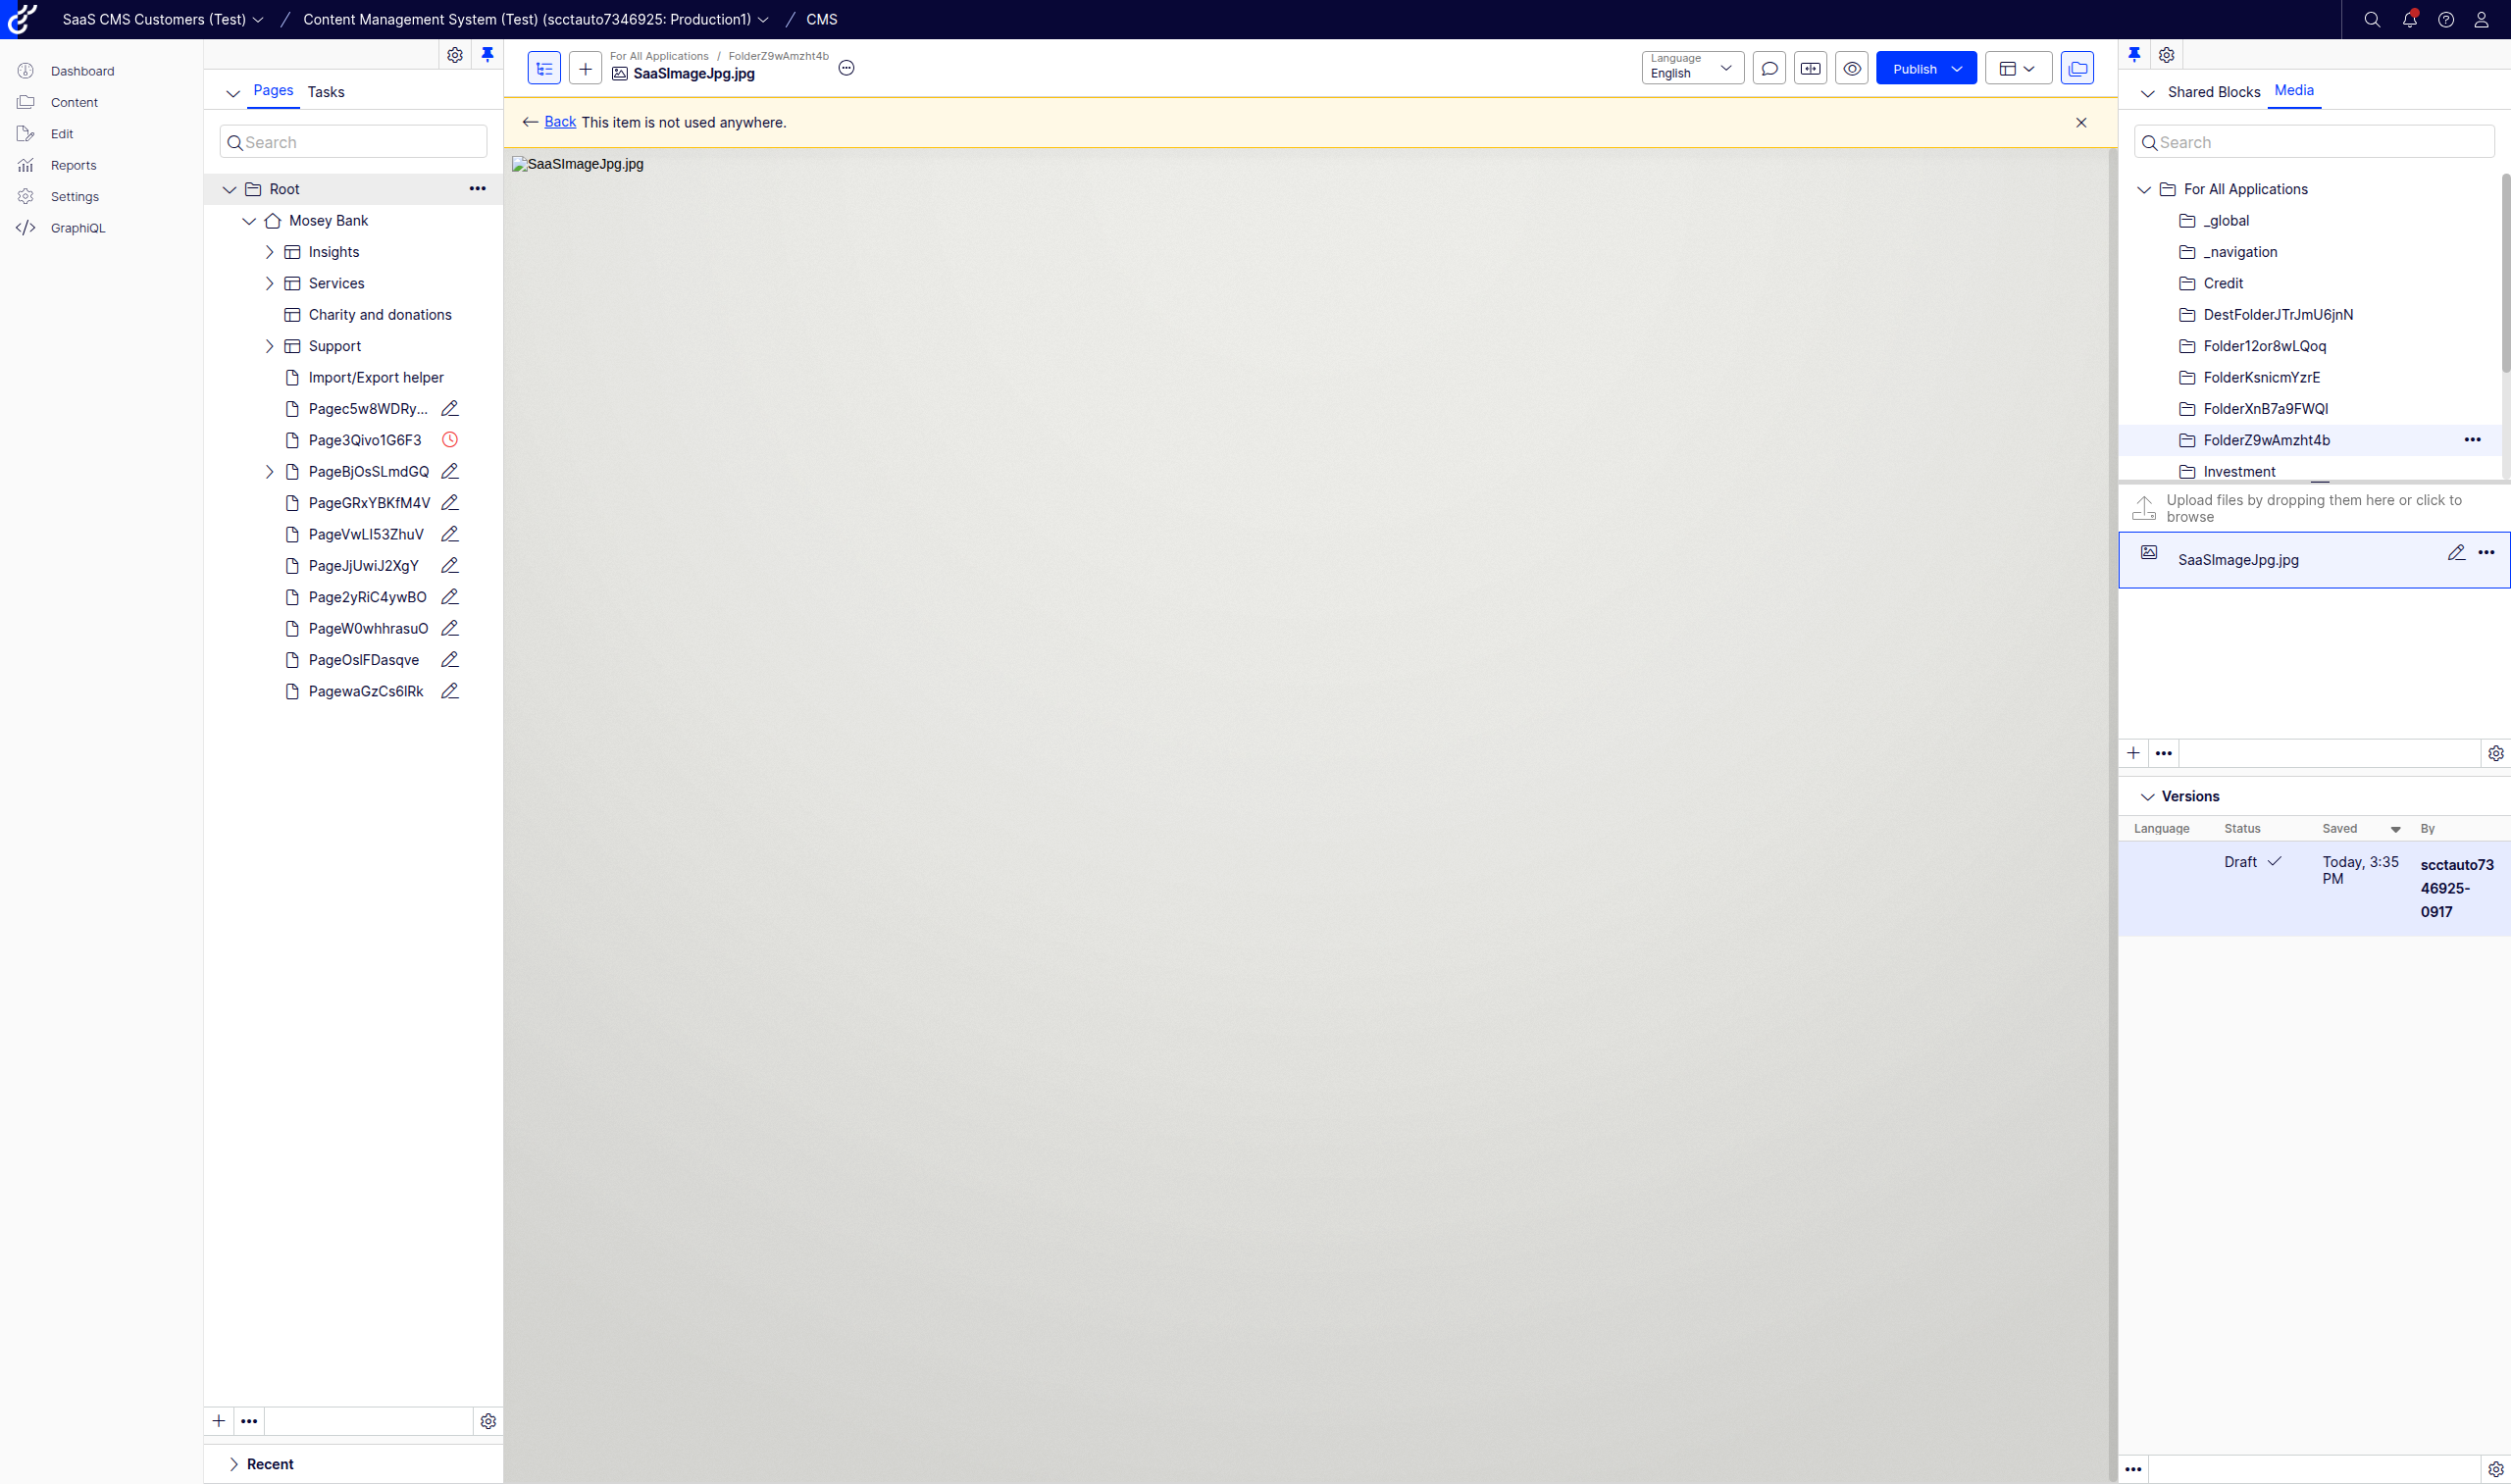 SaaS CMS Customers (Test) / Content Management System (Test) (scctauto7346925: Production1) / CMS
Dashboard
Content
Edit
Reports
Settings
GraphiQL
Pages Tasks
Search
Root
Mosey Bank
Insights
Services
Charity and donations
Support
Import/Export helper
Pagec5w8WDRy...
Page3Qivo1G6F3
PageBjOsSLmdGQ
PageGRxYBKfM4V
PageVwLI53ZhuV
PageJjUwiJ2XgY
Page2yRiC4ywBO
PageW0whhrasuO
PageOsIFDasqve
PagewaGzCs6lRk
Recent
For All Applications / FolderZ9wAmzht4b
SaaSImageJpg.jpg
Language
English
Publish
Back This item is not used anywhere.
SaaSImageJpg.jpg
Shared Blocks Media
Search
For All Applications
_global
_navigation
Credit
DestFolderJTrJmU6jnN
Folder12or8wLQoq
FolderKsnicmYzrE
FolderXnB7a9FWQI
FolderZ9wAmzht4b
Investment
Upload files by dropping them here or click to
browse
SaaSImageJpg.jpg
Versions
Language Status Saved By
Draft Today, 3:35 scctauto73
PM 46925-
0917